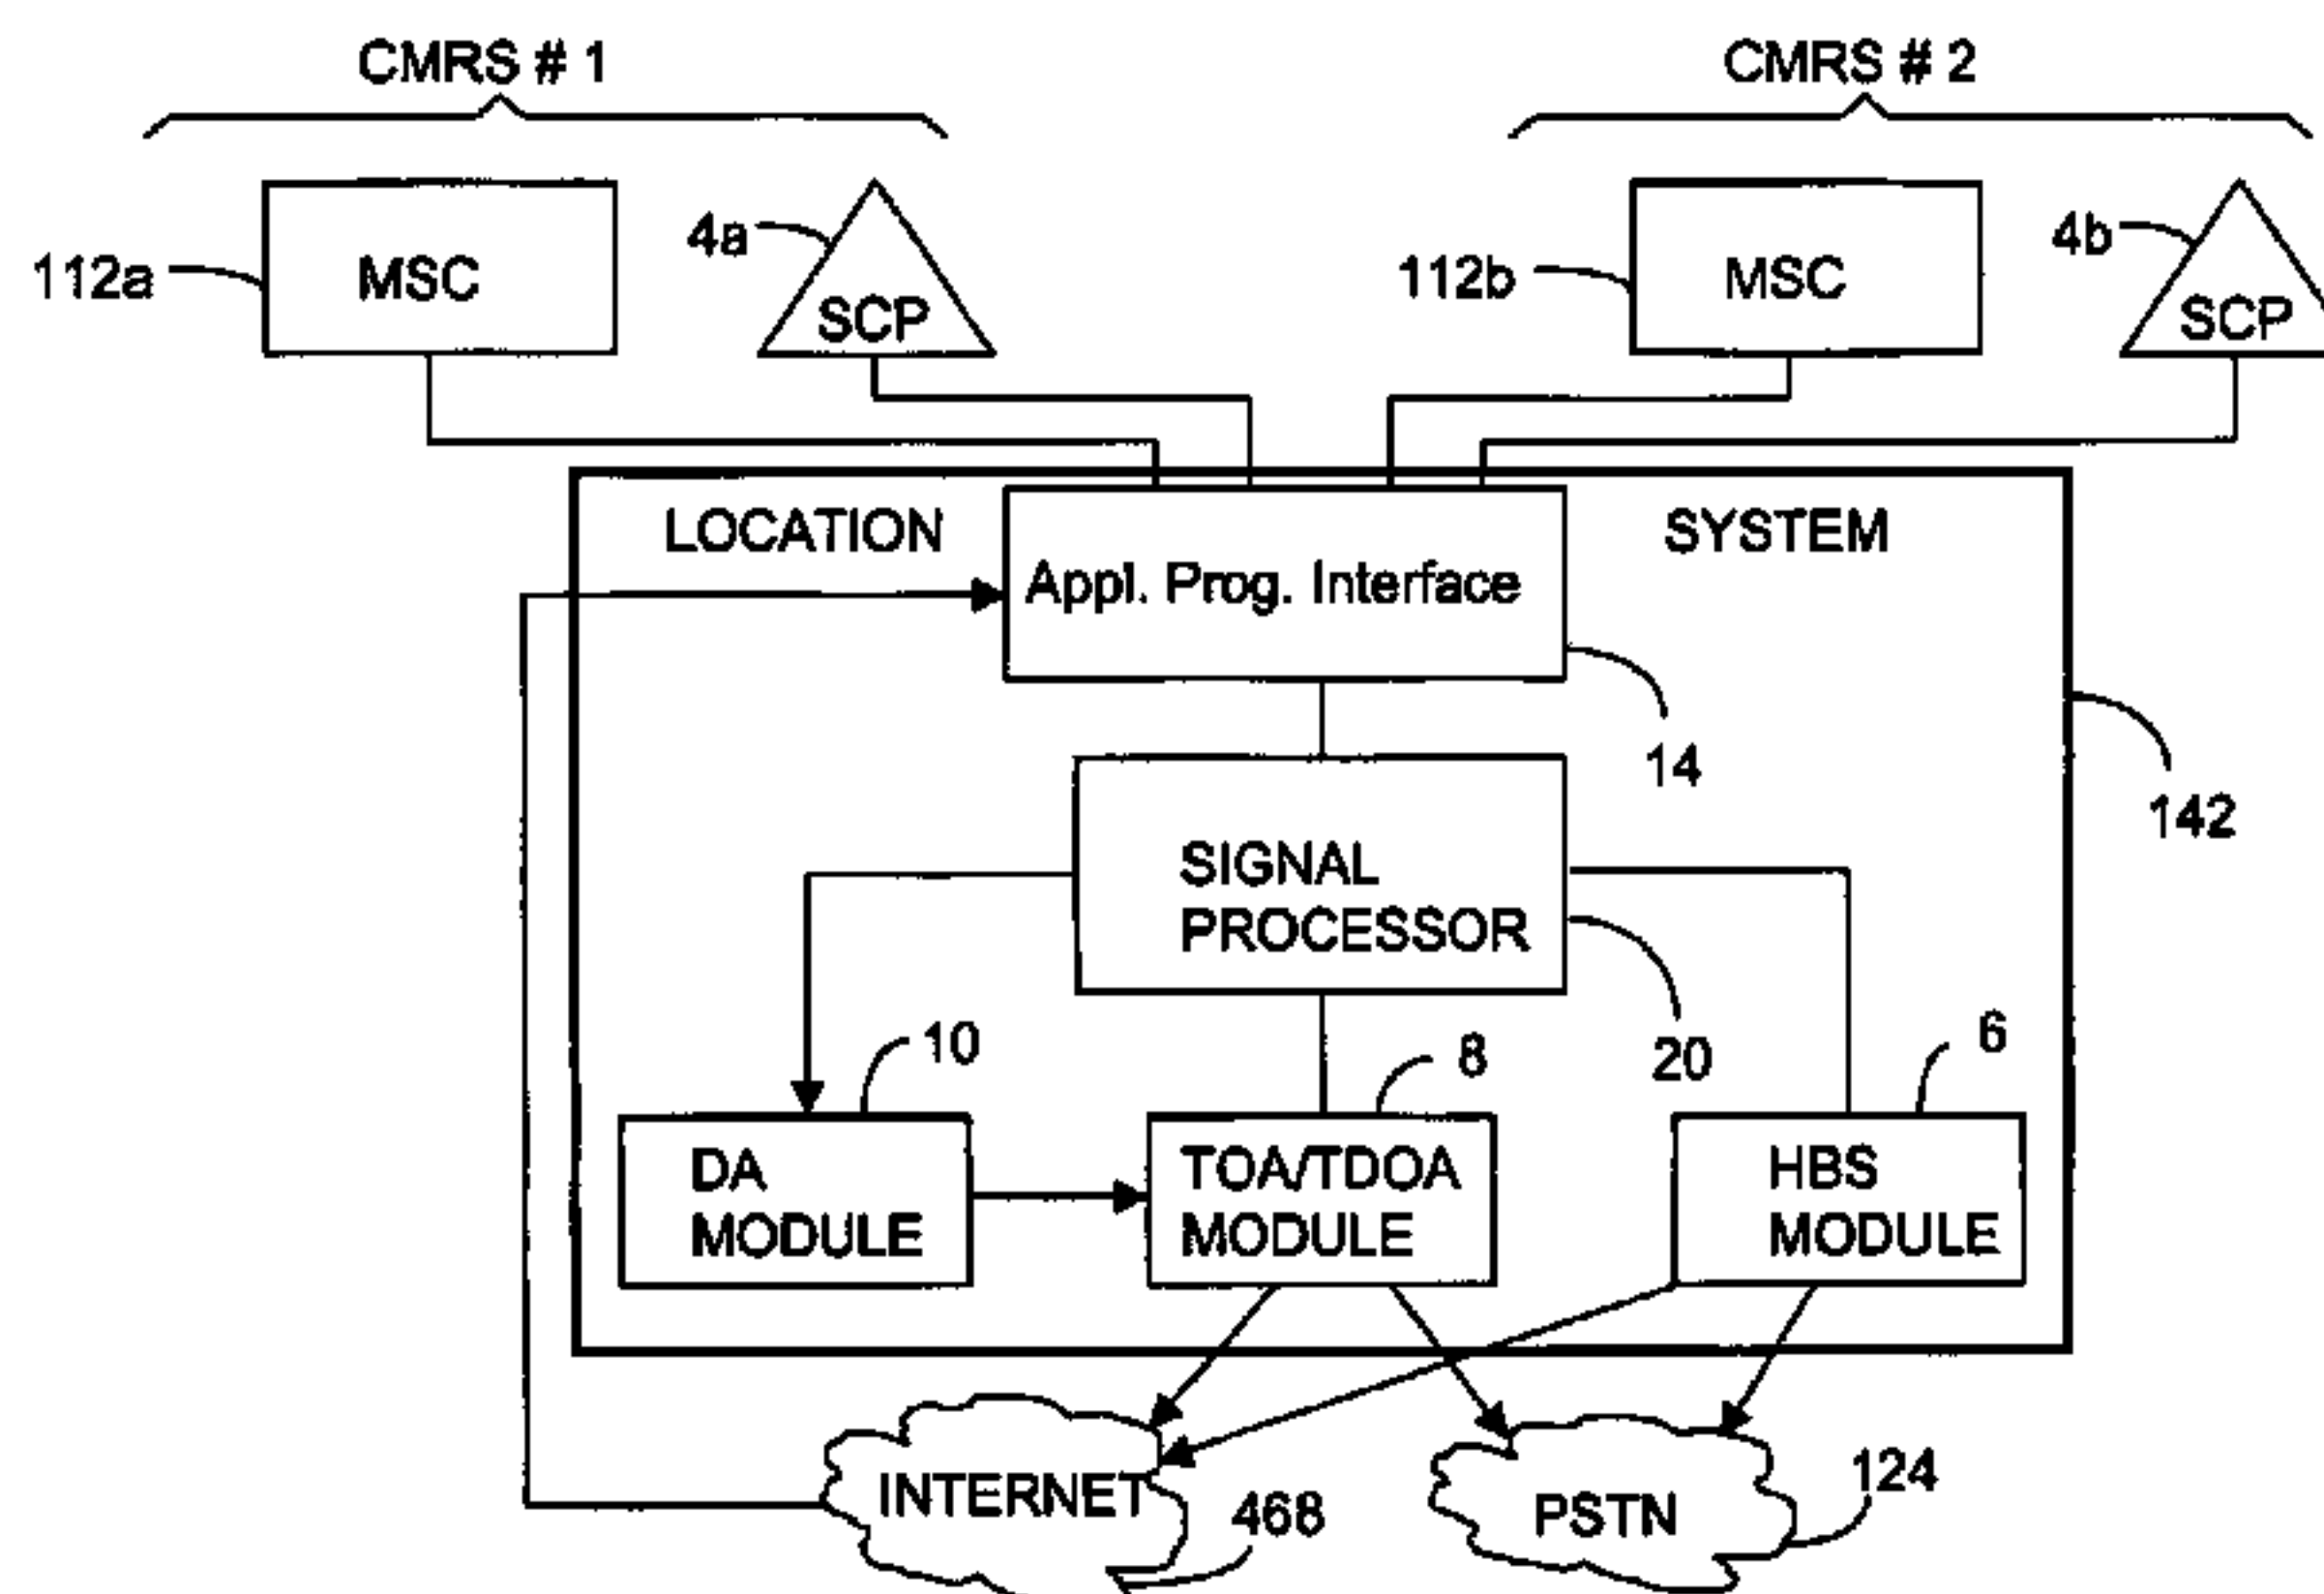 CMRS # 1
CMRS # 2
112a
MSC
4a
SCP
112b
MSC
4b
SCP
LOCATION
SYSTEM
Appl. Prog. Interface
14
142
SIGNAL
PROCESSOR
20
10
8
6
DA
MODULE
TOA/TDOA
MODULE
HBS
MODULE
INTERNET
468
PSTN
124